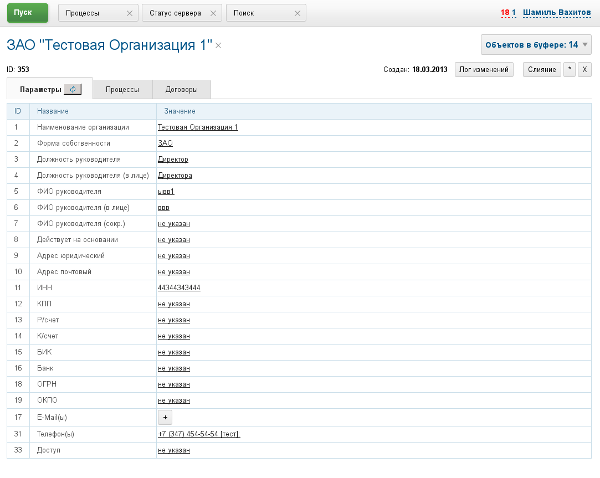 Пуск Процессы Статус сервера Поиск 18 1 Шамиль Вахитов
ЗАО "Тестовая Организация 1" Объектов в буфере: 14
ID: 353 Создан: 18.03.2013 Лог изменений Слияние * X
Параметры Процессы Договоры
ID Название Значение
1 Наименование организации Тестовая Организация 1
2 Форма собственности ЗАО
3 Должность руководителя Директор
4 Должность руководителя (в лице) Директора
5 ФИО руководителя ывв1
6 ФИО руководителя (в лице) ввв
7 ФИО руководителя (сокр.) не указан
8 Действует на основании не указан
9 Адрес юридический не указан
10 Адрес почтовый не указан
11 ИНН 44344343444
12 КПП не указан
13 Р/счет не указан
14 К/счет не указан
15 БИК не указан
16 Банк не указан
18 ОГРН не указан
19 ОКПО не указан
17 E-Mail(ы) +
31 Телефон(ы) +7 (347) 454-54-54 [тест];
33 Доступ не указан